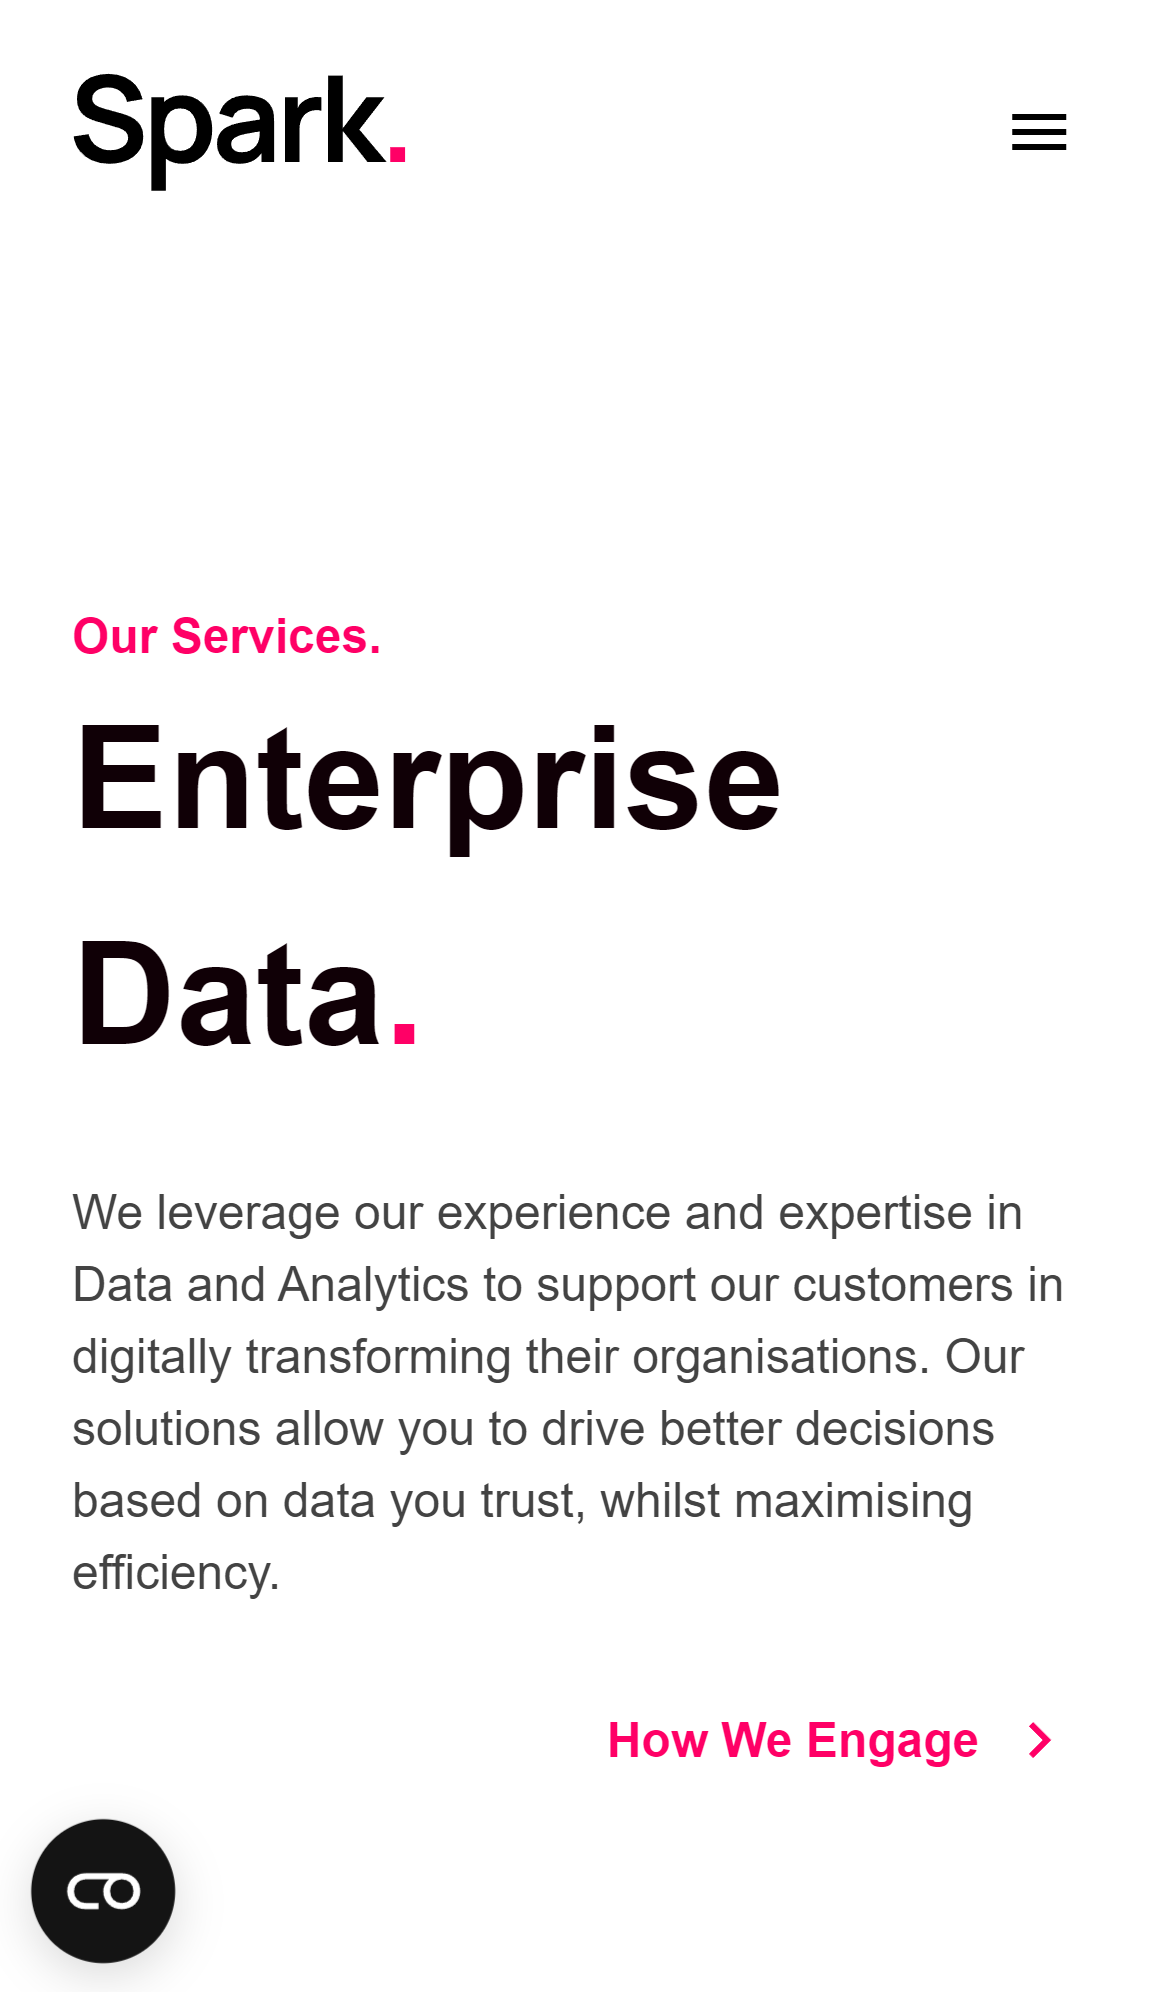 Spark.
Our Services.
Enterprise
Data.
We leverage our experience and expertise in
Data and Analytics to support our customers in
digitally transforming their organisations. Our
solutions allow you to drive better decisions
based on data you trust, whilst maximising
efficiency.
How We Engage